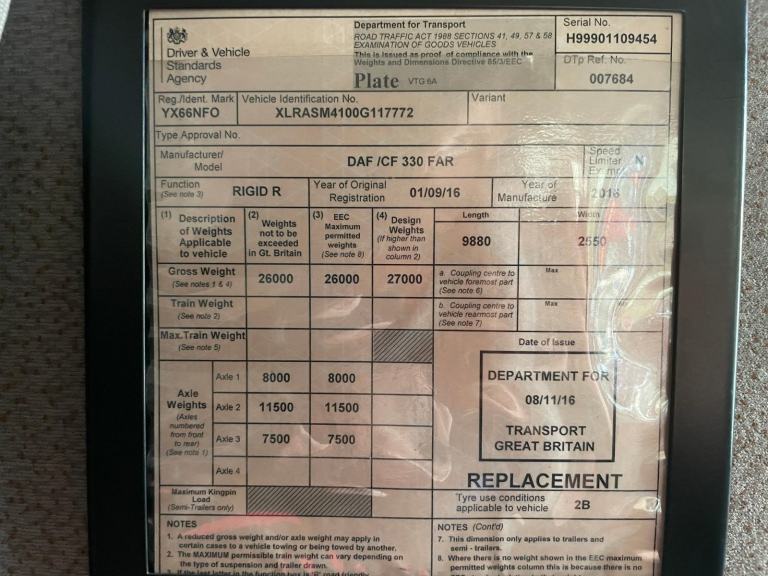 Driver & Vehicle
Standards
Agency
Department for Transport
ROAD TRAFFIC ACT 1988 SECTIONS 41, 49, 57 & 58
EXAMINATION OF GOODS VEHICLES
This is issued as proof of compliance with the
Weights and Dimensions Directive 85/3/EEC
Plate VTG 6A
Serial No.
H99901109454
DTp Ref. No.
007684
Reg./Ident. Mark
YX66NFO
Vehicle Identification No.
XLRASM4100G117772
Variant
Type Approval No.
Manufacturer/
Model
DAF /CF 330 FAR
Speed
Limiter
N
Function
(See note 3)
RIGID R
Year of Original
Registration
01/09/16
Year of
Manufacture
2016
(1) Description
of Weights
Applicable
to vehicle
(2) Weights
not to be
exceeded
in Gt. Britain
(3) EEC
Maximum
permitted
weights
(See note 8)
(4) Design
Weights
(If higher than
shown in
column 2)
Length
9880
Width
2550
Gross Weight
(See notes 1 & 4)
26000
26000
27000
a. Coupling centre to
vehicle foremost part
(See note 6)
Max
Train Weight
(See note 2)
b. Coupling centre to
vehicle rearmost part
(See note 7)
Max
Max.Train Weight
(See note 5)
Date of Issue
DEPARTMENT FOR
08/11/16
TRANSPORT
GREAT BRITAIN
Axle
Weights
(Axles
numbered
from front
to rear)
(See note 1)
Axle 1 8000 8000
Axle 2 11500 11500
Axle 3 7500 7500
Axle 4
REPLACEMENT
Maximum Kingpin
Load
(Semi-Trailers only)
Tyre use conditions
applicable to vehicle 2B
NOTES
1. A reduced gross weight and/or axle weight may apply in
certain cases to a vehicle towing or being towed by another.
2. The MAXIMUM permissible train weight can vary depending on
the type of suspension and trailer drawn.
3. If the last letter in the function box is 'R' road friendly
NOTES (Cont'd)
7. This dimension only applies to trailers and
semi - trailers.
8. Where there is no weight shown in the EEC maximum
permitted weights column this is because there is no